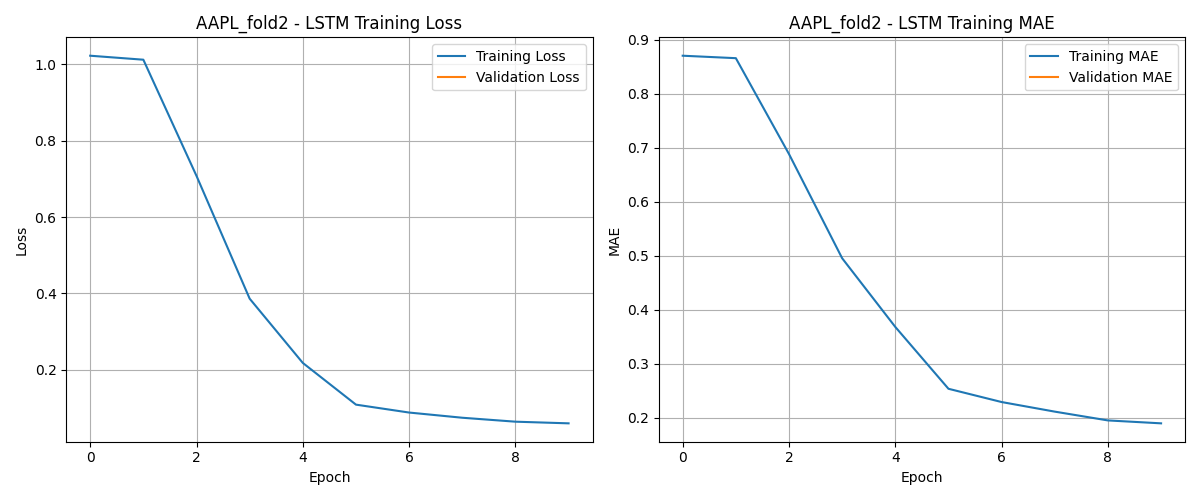 AAPL_fold2 - LSTM Training Loss
Training Loss
Validation Loss
1.0
0.8
0.6
0.4
0.2
Loss
0 2 4 6 8
Epoch
AAPL_fold2 - LSTM Training MAE
Training MAE
Validation MAE
0.9
0.8
0.7
0.6
0.5
0.4
0.3
0.2
MAE
0 2 4 6 8
Epoch